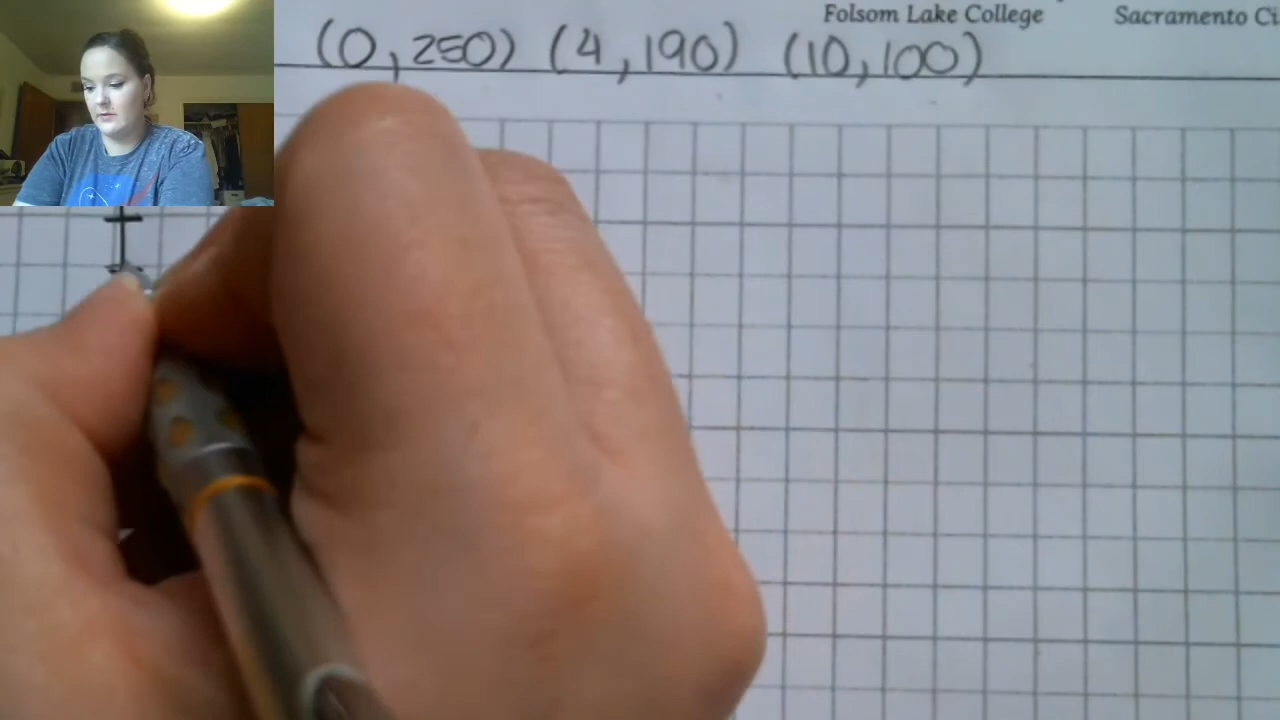 Folsom Lake College Sacramento Ci
(0,250) (4,190) (10,100)